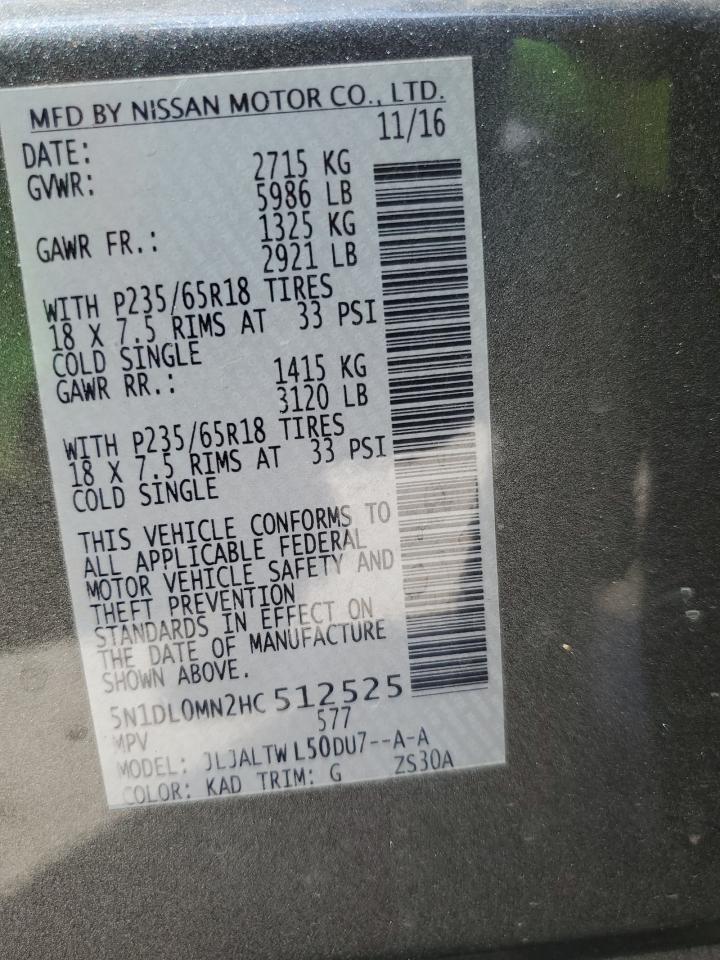 MFD BY NISSAN MOTOR CO., LTD.
DATE: 11/16
GVWR: 2715 KG
5986 LB
GAWR FR.: 1325 KG
2921 LB
WITH P235/65R18 TIRES
18 X 7.5 RIMS AT 33 PSI
COLD SINGLE
GAWR RR.: 1415 KG
3120 LB
WITH P235/65R18 TIRES
18 X 7.5 RIMS AT 33 PSI
COLD SINGLE
THIS VEHICLE CONFORMS TO
ALL APPLICABLE FEDERAL
MOTOR VEHICLE SAFETY AND
THEFT PREVENTION
STANDARDS IN EFFECT ON
THE DATE OF MANUFACTURE
SHOWN ABOVE.
5N1DL0MN2HC 512525
MPV 577
MODEL: JLJALTW L50DU7--A-A
COLOR: KAD TRIM: G ZS30A